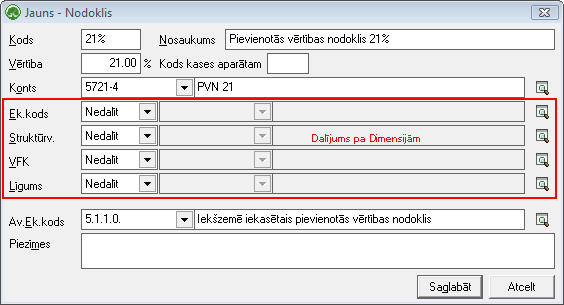 Jauns - Nodoklis
Kods 21% Nosaukums Pievienotās vērtības nodoklis 21%
Vērtība 21.00 % Kods kases aparātam
Konts 5721-4 PVN 21
Ek.kods Nedalīt
Struktūrv. Nedalīt Dalījums pa Dimensijām
VFK Nedalīt
Līgums Nedalīt
Av.Ek.kods 5.1.1.0. Iekšzemē iekasētais pievienotās vērtības nodoklis
Piezīmes
Saglabāt Atcelt